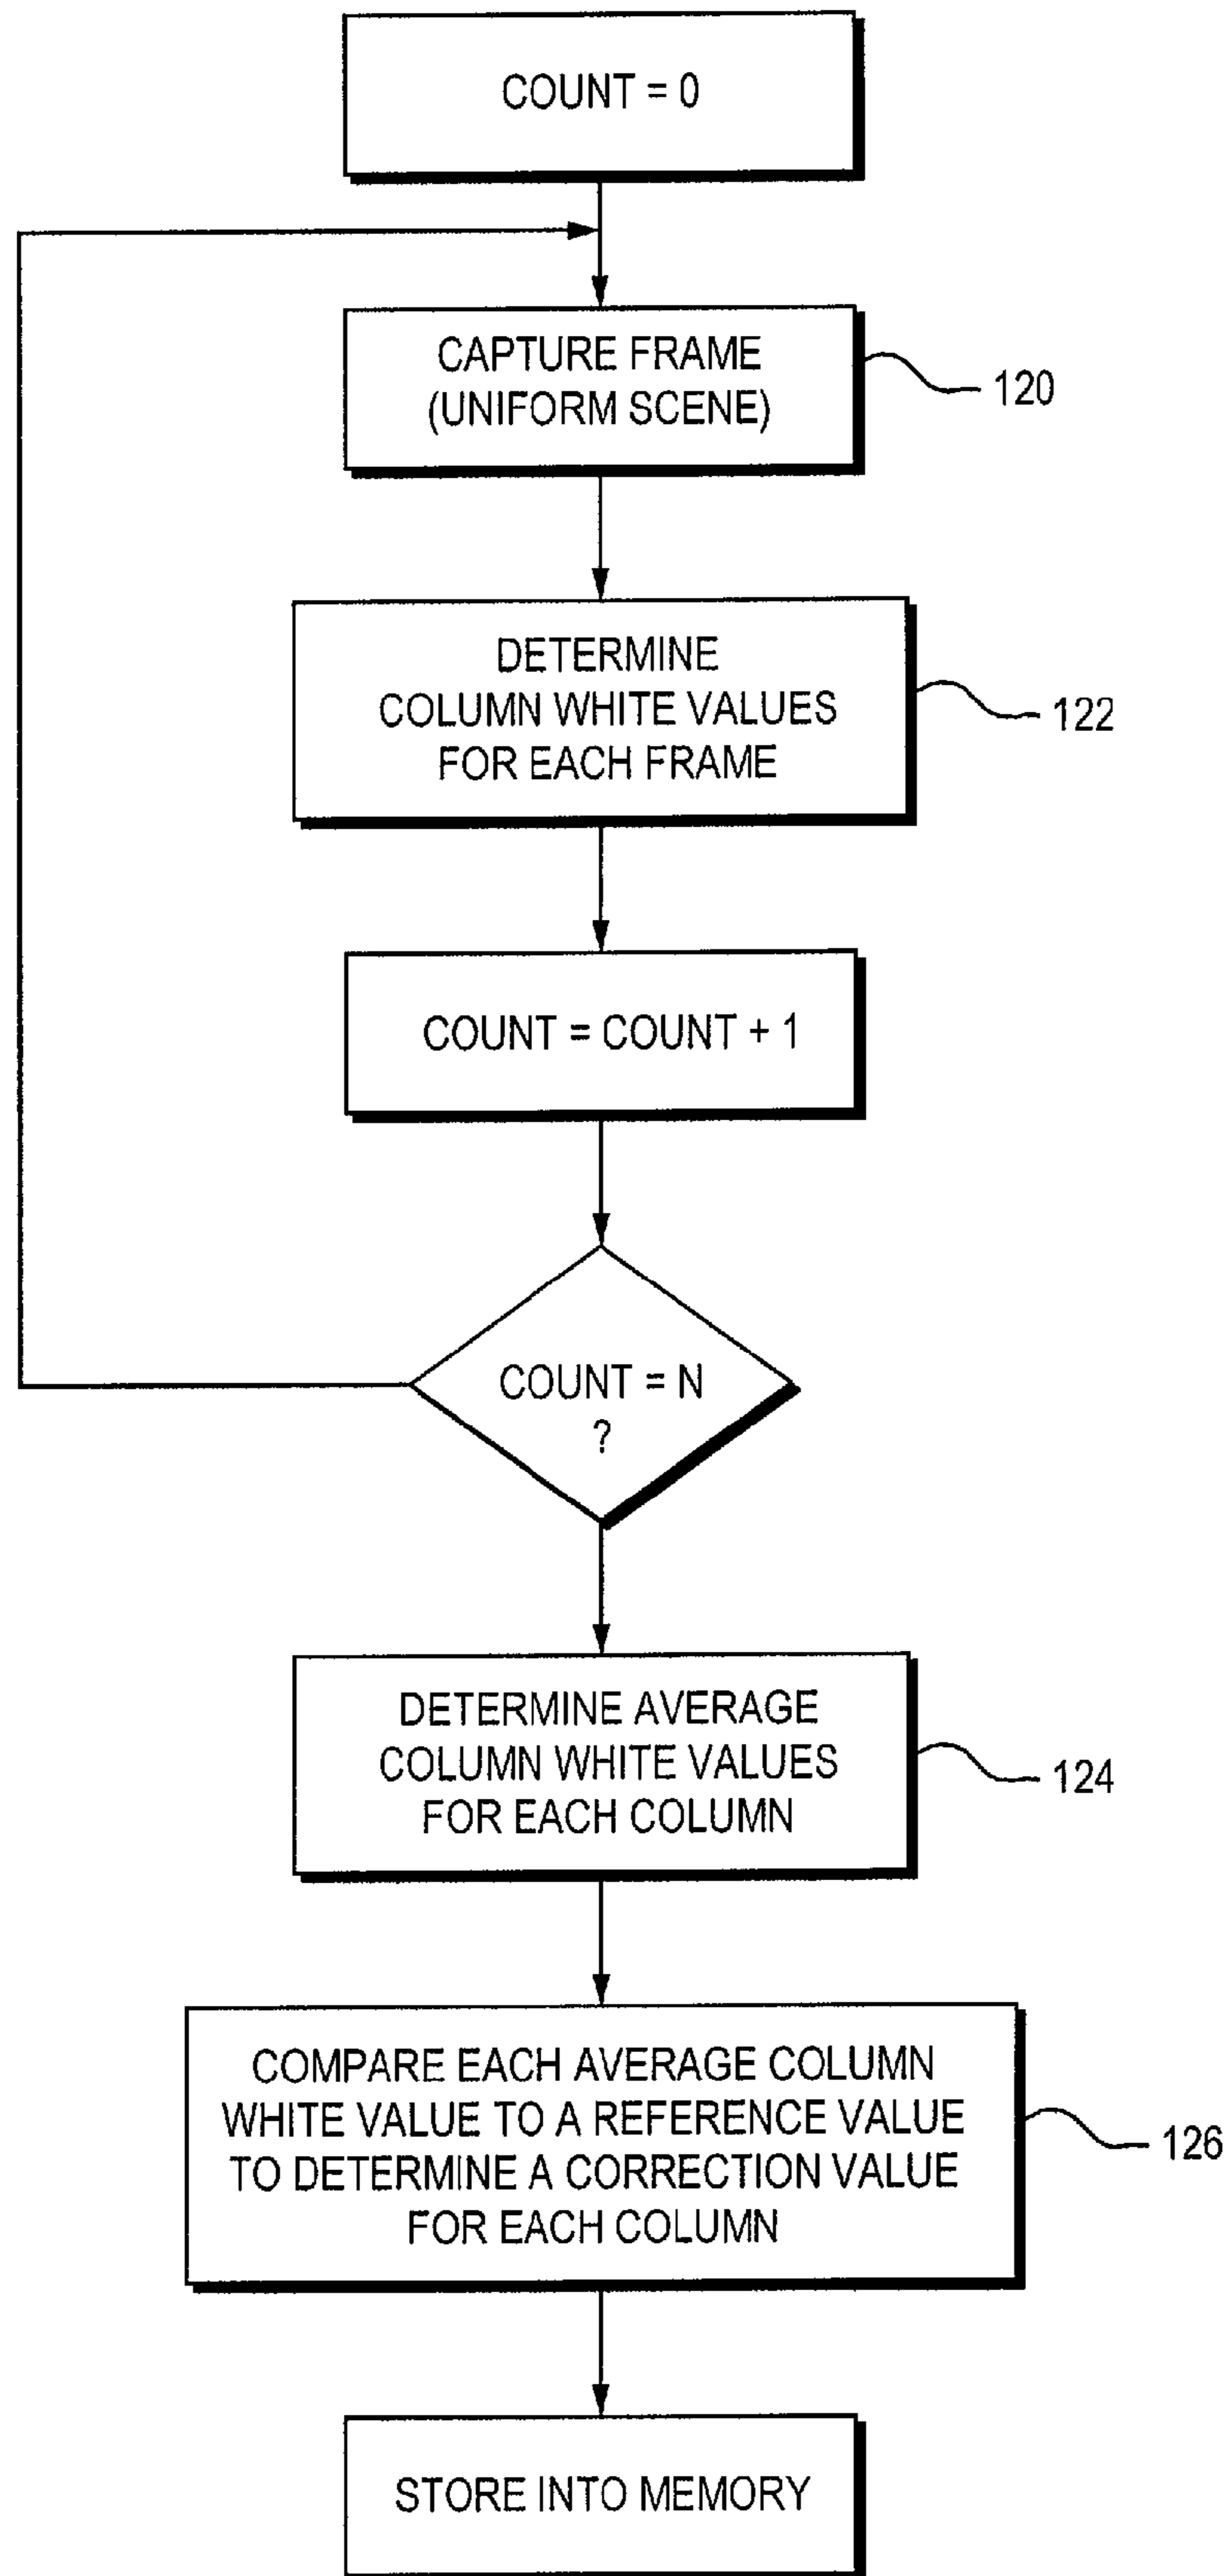 COUNT = 0
CAPTURE FRAME
(UNIFORM SCENE)
120
DETERMINE
COLUMN WHITE VALUES
FOR EACH FRAME
122
COUNT = COUNT + 1
COUNT = N
?
DETERMINE AVERAGE
COLUMN WHITE VALUES
FOR EACH COLUMN
124
COMPARE EACH AVERAGE COLUMN
WHITE VALUE TO A REFERENCE VALUE
TO DETERMINE A CORRECTION VALUE
FOR EACH COLUMN
126
STORE INTO MEMORY